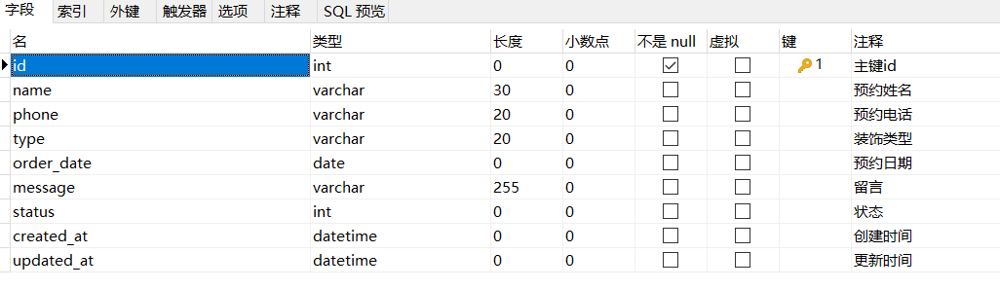 字段 索引 外键 触发器 选项 注释 SQL 预览
名 类型 长度 小数点 不是 null 虚拟 键 注释
id int 0 0 1 主键id
name varchar 30 0 预约姓名
phone varchar 20 0 预约电话
type varchar 20 0 装饰类型
order_date date 0 0 预约日期
message varchar 255 0 留言
status int 0 0 状态
created_at datetime 0 0 创建时间
updated_at datetime 0 0 更新时间